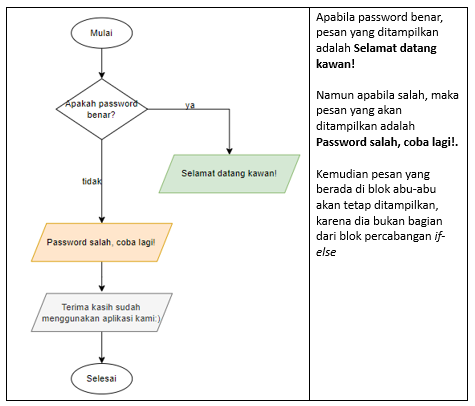 Mulai
Apakah password
benar?
ya
Selamat datang kawan!
tidak
Password salah, coba lagi!
Terima kasih sudah
menggunakan aplikasi kami:)
Selesai
Apabila password benar,
pesan yang ditampilkan
adalah Selamat datang
kawan!
Namun apabila salah, maka
pesan yang akan
ditampilkan adalah
Password salah, coba lagi!.
Kemudian pesan yang
berada di blok abu-abu
akan tetap ditampilkan,
karena dia bukan bagian
dari blok percabangan if-
else